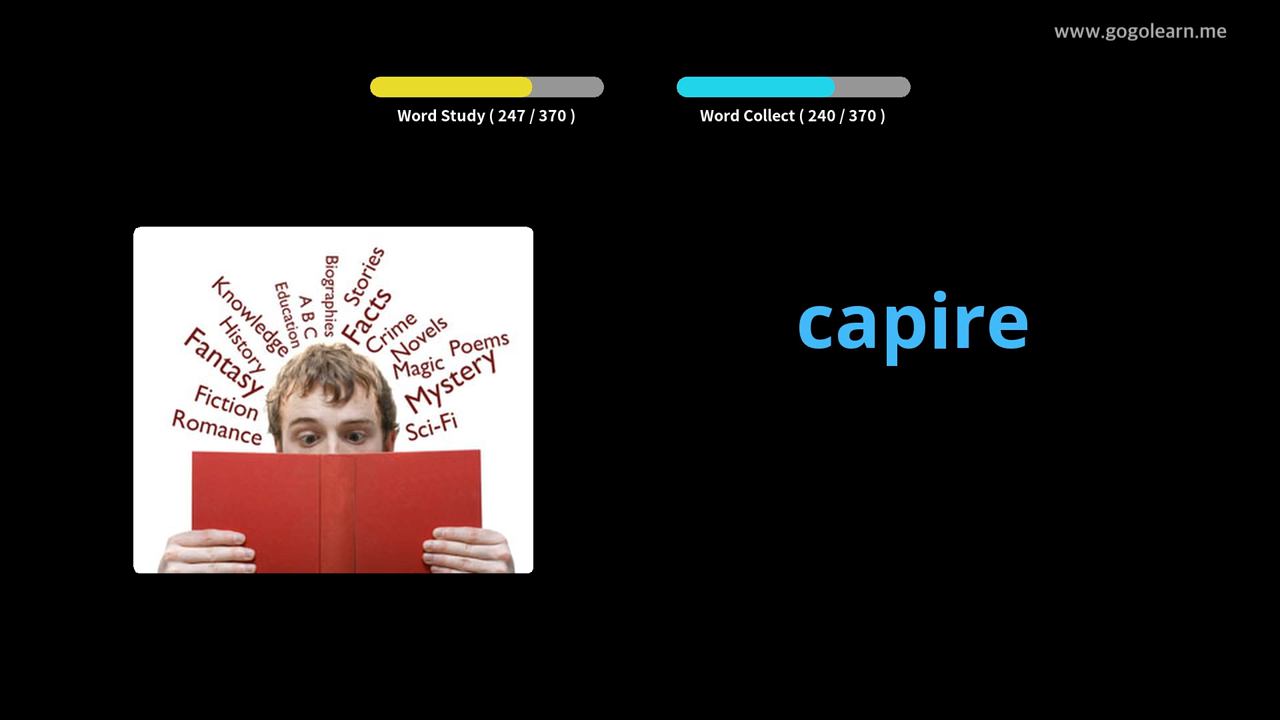 www.gogolearn.me
Word Study ( 247 / 370 )
Word Collect ( 240 / 370 )
capire
Biographies
Stories
Education
A B C
Facts
Knowledge
Crime
History
Novels
Poems
Fantasy
Magic
Mystery
Fiction
Romance
Sci-Fi